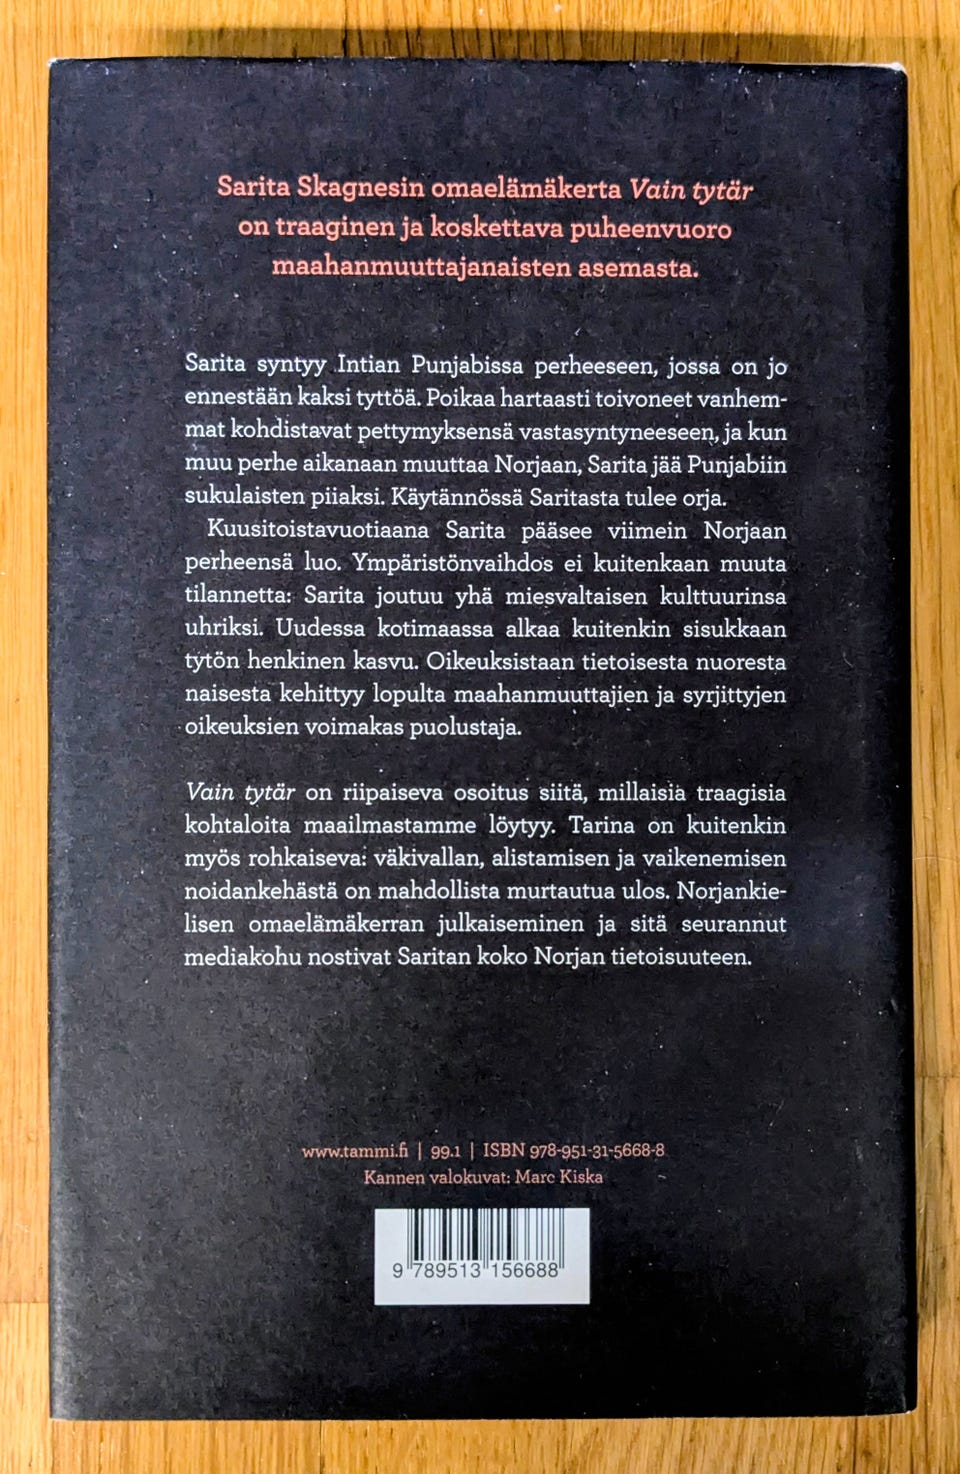 Sarita Skagnesin omaelämäkerta Vain tytär
on traaginen ja koskettava puheenvuoro
maahanmuuttajanaisten asemasta.
Sarita syntyy Intian Punjabissa perheeseen, jossa on jo
ennestään kaksi tyttöä. Poikaa hartaasti toivoneet vanhem-
mat kohdistavat pettymyksensä vastasyntyneeseen, ja kun
muu perhe aikanaan muuttaa Norjaan, Sarita jää Punjabiin
sukulaisten piiaksi. Käytännössä Saritasta tulee orja.
Kuusitoistavuotiaana Sarita pääsee viimein Norjaan
perheensä luo. Ympäristönvaihdos ei kuitenkaan muuta
tilannetta: Sarita joutuu yhä miesvaltaisen kulttuurinsa
uhriksi. Uudessa kotimaassa alkaa kuitenkin sisukkaan
tytön henkinen kasvu. Oikeuksistaan tietoisesta nuoresta
naisesta kehittyy lopulta maahanmuuttajien ja syrjittyjen
oikeuksien voimakas puolustaja.
Vain tytär on riipaiseva osoitus siitä, millaisia traagisia
kohtaloita maailmastamme löytyy. Tarina on kuitenkin
myös rohkaiseva: väkivallan, alistamisen ja vaikenemisen
noidankehästä on mahdollista murtautua ulos. Norjankie-
lisen omaelämäkerran julkaiseminen ja sitä seurannut
mediakohu nostivat Saritan koko Norjan tietoisuuteen.
www.tammi.fi | 99.1 | ISBN 978-951-31-5668-8
Kannen valokuvat: Marc Kiska
9 789513 156688